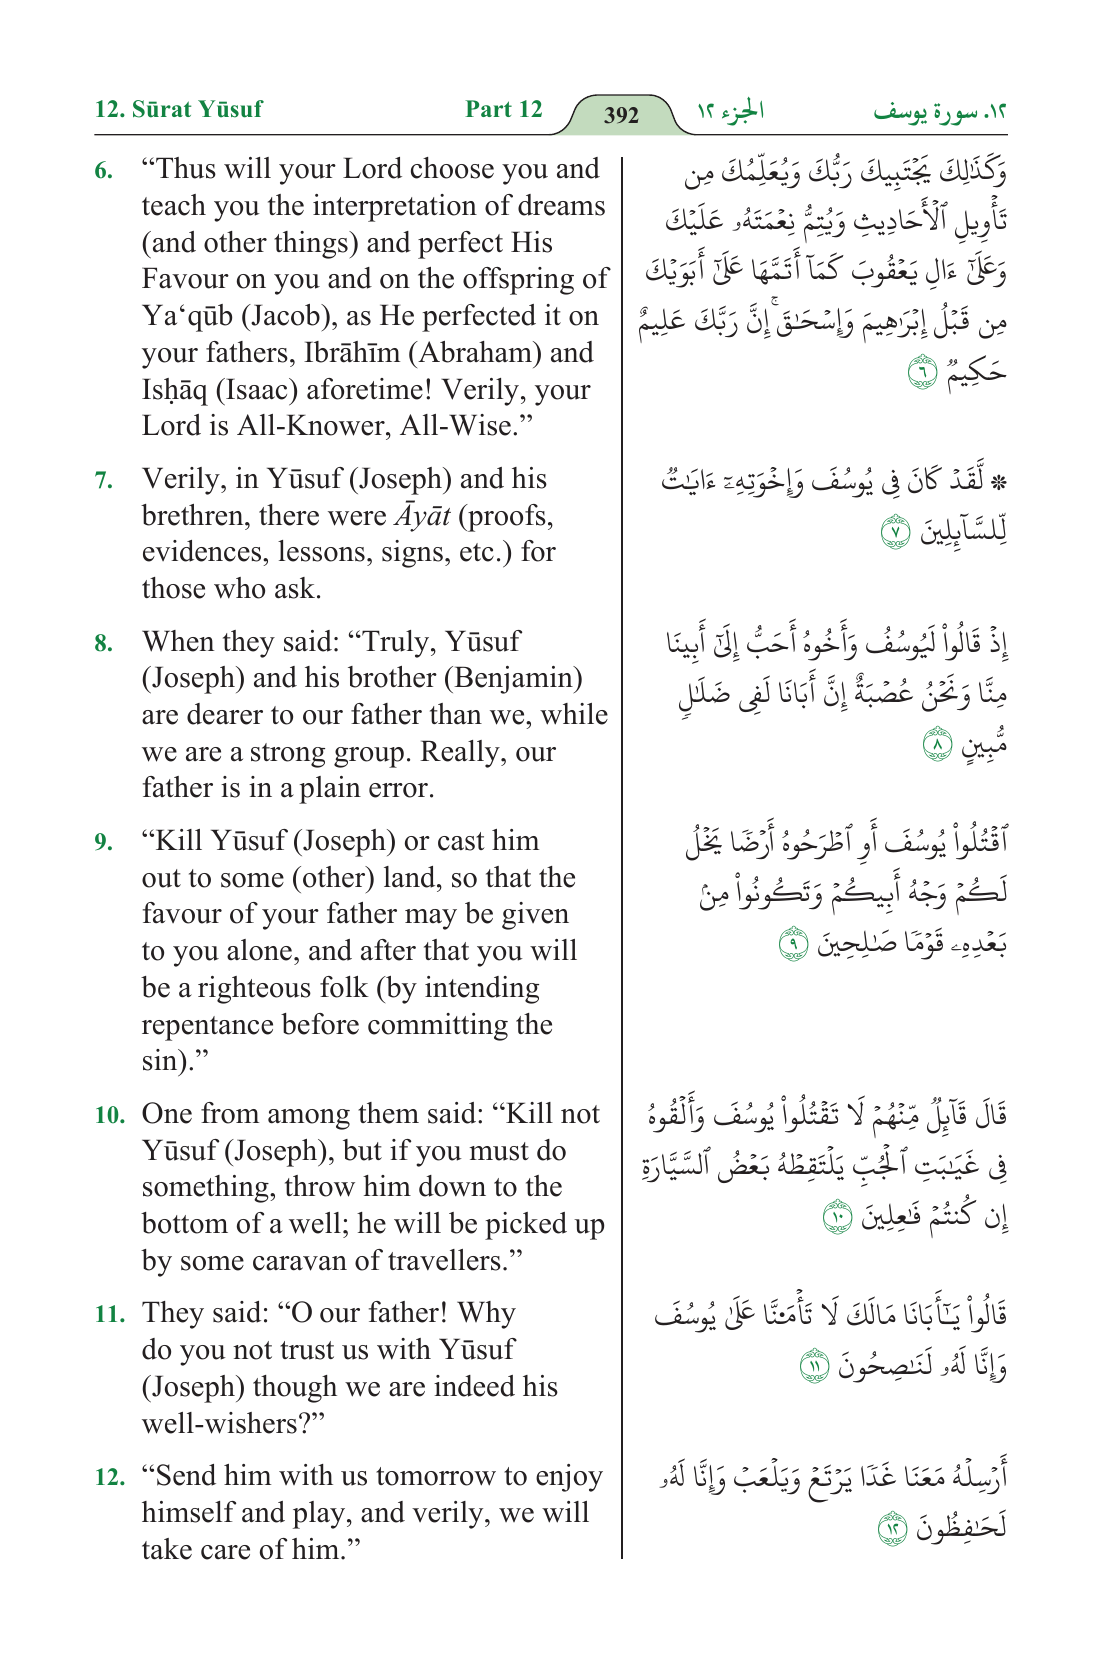 12. Sūrat Yūsuf
Part 12
392
الجزء ١٢
١٢. سورة يوسف
6. “Thus will your Lord choose you and
teach you the interpretation of dreams
(and other things) and perfect His
Favour on you and on the offspring of
Ya‘qūb (Jacob), as He perfected it on
your fathers, Ibrāhīm (Abraham) and
Isḥāq (Isaac) aforetime! Verily, your
Lord is All-Knower, All-Wise.”
7. Verily, in Yūsuf (Joseph) and his
brethren, there were Āyāt (proofs,
evidences, lessons, signs, etc.) for
those who ask.
8. When they said: “Truly, Yūsuf
(Joseph) and his brother (Benjamin)
are dearer to our father than we, while
we are a strong group. Really, our
father is in a plain error.
9. “Kill Yūsuf (Joseph) or cast him
out to some (other) land, so that the
favour of your father may be given
to you alone, and after that you will
be a righteous folk (by intending
repentance before committing the
sin).”
10. One from among them said: “Kill not
Yūsuf (Joseph), but if you must do
something, throw him down to the
bottom of a well; he will be picked up
by some caravan of travellers.”
11. They said: “O our father! Why
do you not trust us with Yūsuf
(Joseph) though we are indeed his
well-wishers?”
12. “Send him with us tomorrow to enjoy
himself and play, and verily, we will
take care of him.”
وَكَذَٰلِكَ يَجۡتَبِيكَ رَبُّكَ وَيُعَلِّمُكَ مِن
تَأۡوِيلِ ٱلۡأَحَادِيثِ وَيُتِمُّ نِعۡمَتَهُۥ عَلَيۡكَ
وَعَلَىٰٓ ءَالِ يَعۡقُوبَ كَمَآ أَتَمَّهَا عَلَىٰٓ أَبَوَيۡكَ
مِن قَبۡلُ إِبۡرَٰهِيمَ وَإِسۡحَٰقَۚ إِنَّ رَبَّكَ عَلِيمٌ
حَكِيمٞ ٦
۞ لَّقَدۡ كَانَ فِي يُوسُفَ وَإِخۡوَتِهِۦٓ ءَايَٰتٞ
لِّلسَّآئِلِينَ ٧
إِذۡ قَالُواْ لَيُوسُفُ وَأَخُوهُ أَحَبُّ إِلَىٰٓ أَبِينَا
مِنَّا وَنَحۡنُ عُصۡبَةٌ إِنَّ أَبَانَا لَفِي ضَلَٰلٖ
مُّبِينٍ ٨
ٱقۡتُلُواْ يُوسُفَ أَوِ ٱطۡرَحُوهُ أَرۡضٗا يَخۡلُ
لَكُمۡ وَجۡهُ أَبِيكُمۡ وَتَكُونُواْ مِنۢ
بَعۡدِهِۦ قَوۡمٗا صَٰلِحِينَ ٩
قَالَ قَآئِلٞ مِّنۡهُمۡ لَا تَقۡتُلُواْ يُوسُفَ وَأَلۡقُوهُ
فِي غَيَٰبَتِ ٱلۡجُبِّ يَلۡتَقِطۡهُ بَعۡضُ ٱلسَّيَّارَةِ
إِن كُنتُمۡ فَٰعِلِينَ ١٠
قَالُواْ يَٰٓأَبَانَا مَالَكَ لَا تَأۡمَ۬نَّا عَلَىٰ يُوسُفَ
وَإِنَّا لَهُۥ لَنَٰصِحُونَ ١١
أَرۡسِلۡهُ مَعَنَا غَدٗا يَرۡتَعۡ وَيَلۡعَبۡ وَإِنَّا لَهُۥ
لَحَٰفِظُونَ ١٢